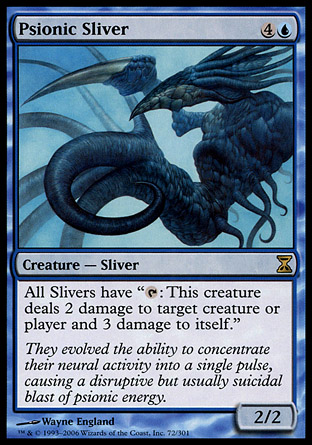 Psionic Sliver 4
Creature — Sliver
All Slivers have “: This creature
deals 2 damage to target creature or
player and 3 damage to itself.”
They evolved the ability to concentrate
their neural activity into a single pulse,
causing a disruptive but usually suicidal
blast of psionic energy.
Wayne England
™ & © 1993–2006 Wizards of the Coast, Inc. 72/301
2/2